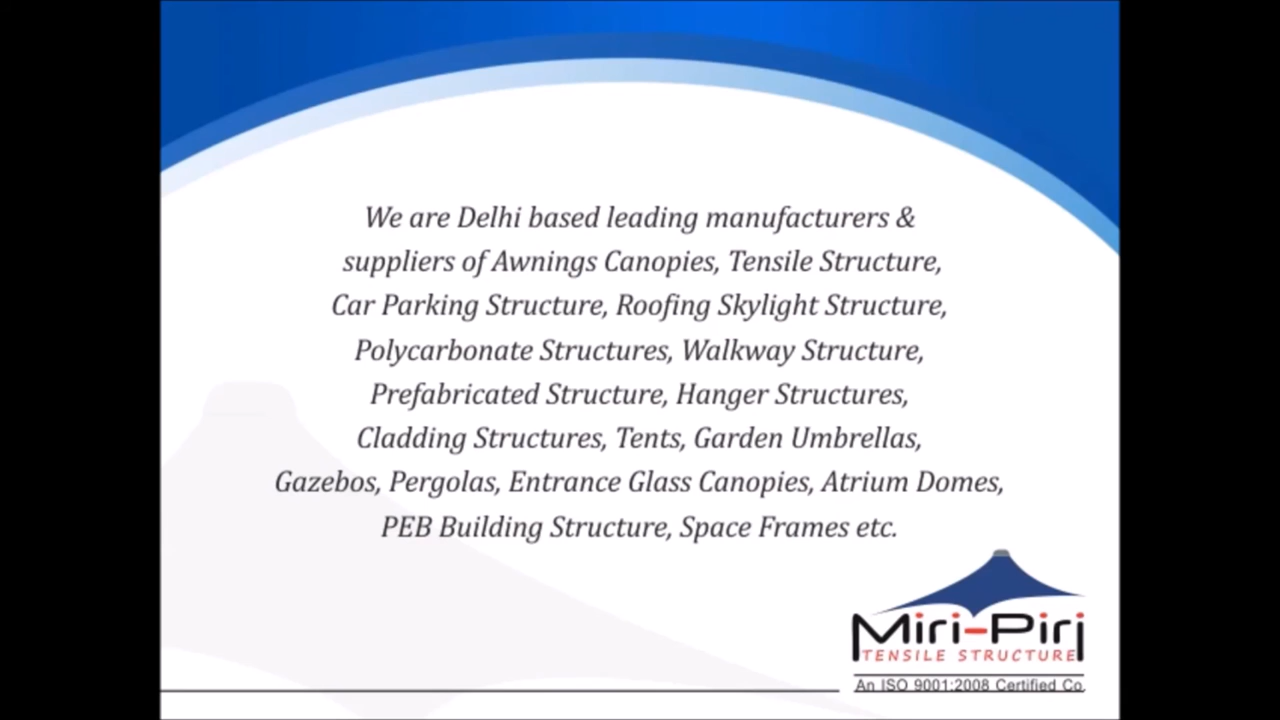 We are Delhi based leading manufacturers &
suppliers of Awnings Canopies, Tensile Structure,
Car Parking Structure, Roofing Skylight Structure,
Polycarbonate Structures, Walkway Structure,
Prefabricated Structure, Hanger Structures,
Cladding Structures, Tents, Garden Umbrellas,
Gazebos, Pergolas, Entrance Glass Canopies, Atrium Domes,
PEB Building Structure, Space Frames etc.
Miri-Piri
TENSILE STRUCTURE
An ISO 9001:2008 Certified Co.